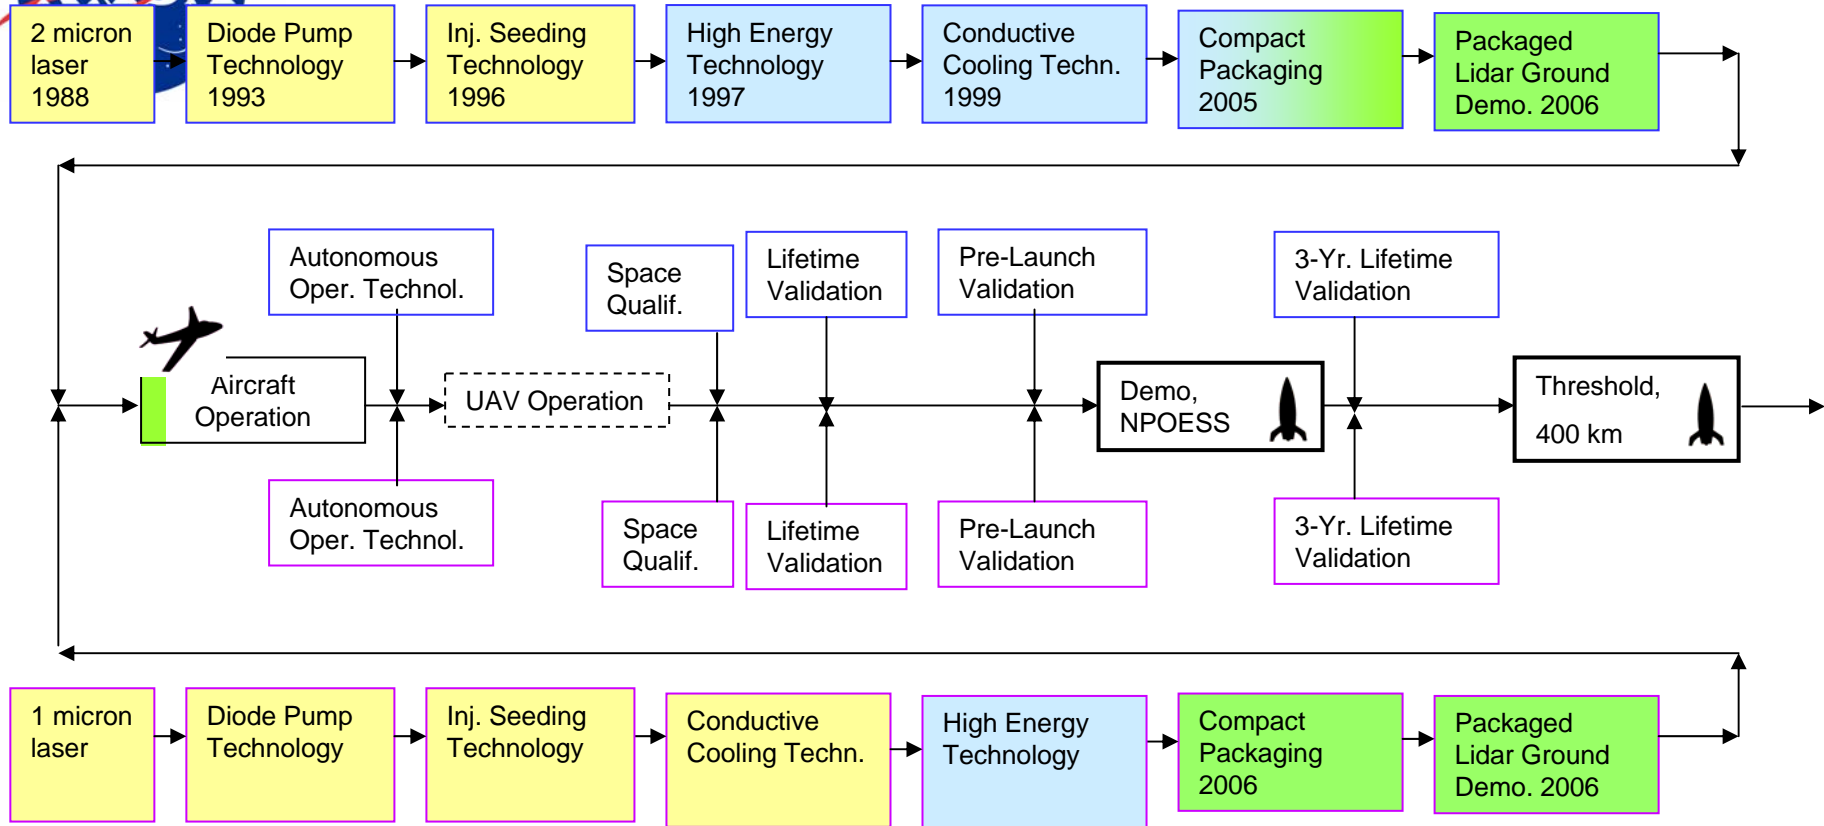 2 micron
laser
1988
Diode Pump
Technology
1993
Inj. Seeding
Technology
1996
High Energy
Technology
1997
Conductive
Cooling Techn.
1999
Compact
Packaging
2005
Packaged
Lidar Ground
Demo. 2006
Autonomous
Oper. Technol.
Space
Qualif.
Lifetime
Validation
Pre-Launch
Validation
3-Yr. Lifetime
Validation
Aircraft
Operation
UAV Operation
Demo,
NPOESS
Threshold,
400 km
Autonomous
Oper. Technol.
Space
Qualif.
Lifetime
Validation
Pre-Launch
Validation
3-Yr. Lifetime
Validation
1 micron
laser
Diode Pump
Technology
Inj. Seeding
Technology
Conductive
Cooling Techn.
High Energy
Technology
Compact
Packaging
2006
Packaged
Lidar Ground
Demo. 2006